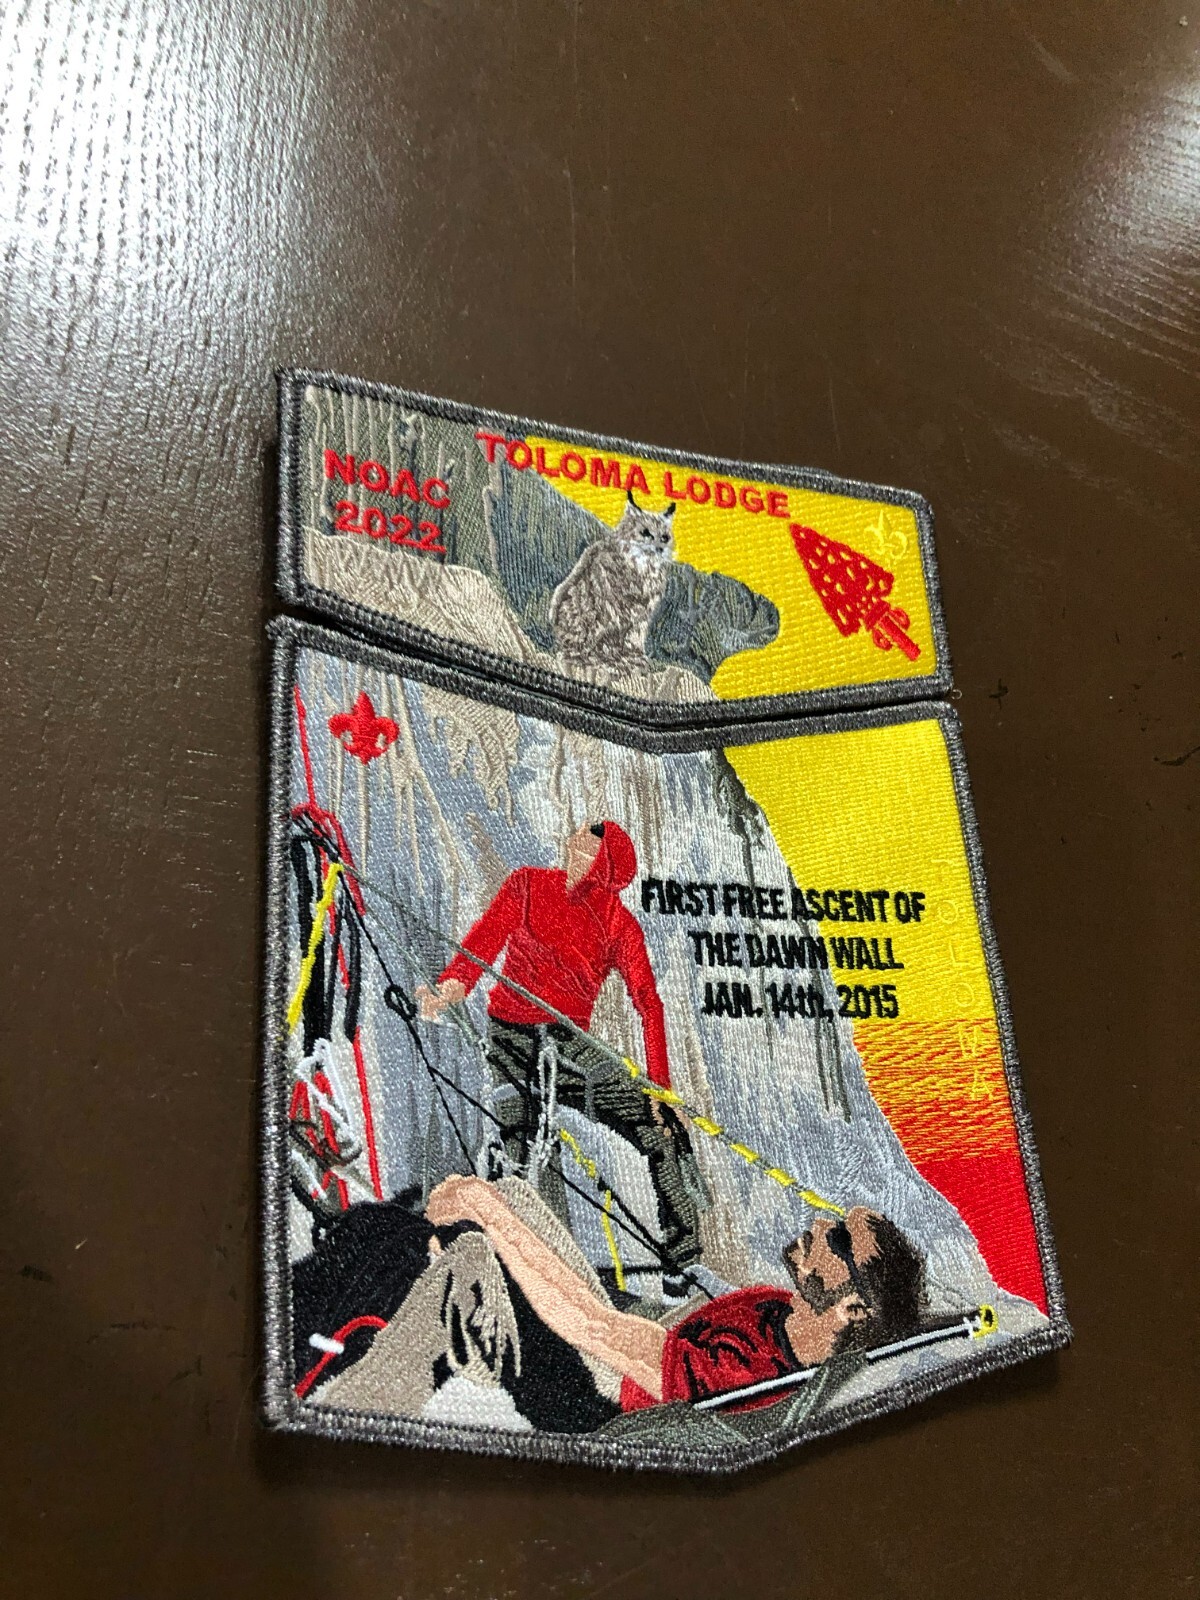 TOLOMA LODGE
NOAC
2022
FIRST FREE ASCENT OF
THE DAWN WALL
JAN. 14th, 2015
TOLOMA